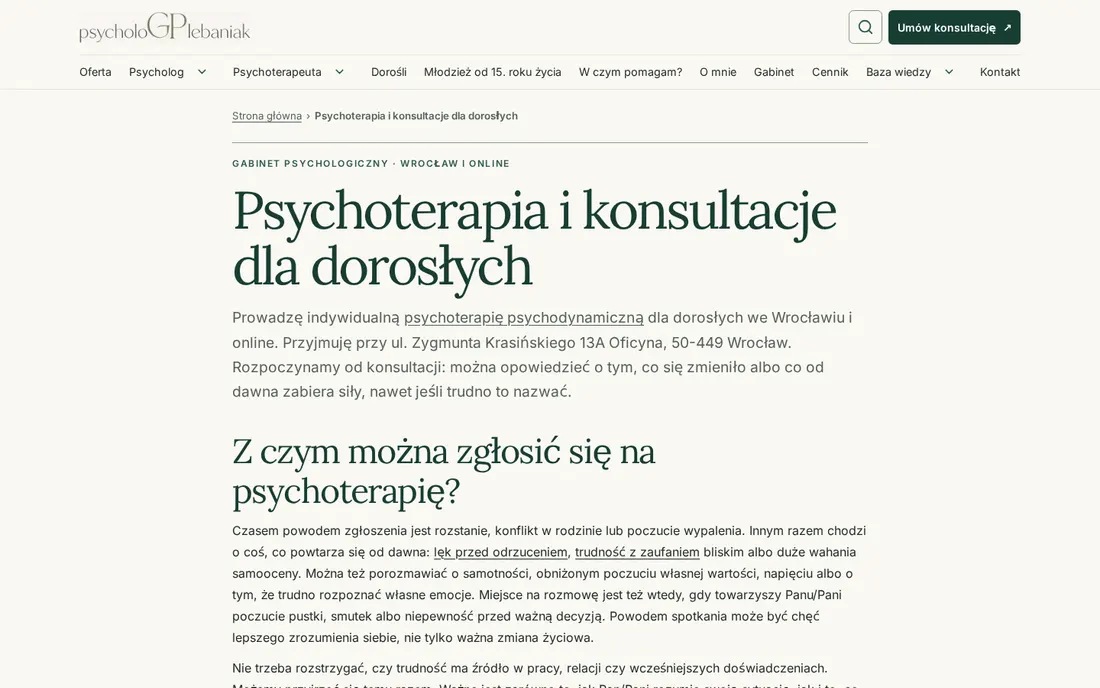 psycholoGPlebaniak
Umów konsultację ↗
Oferta Psycholog Psychoterapeuta Dorośli Młodzież od 15. roku życia W czym pomagam? O mnie Gabinet Cennik Baza wiedzy Kontakt
Strona główna › Psychoterapia i konsultacje dla dorosłych
GABINET PSYCHOLOGICZNY · WROCŁAW I ONLINE
Psychoterapia i konsultacje
dla dorosłych
Prowadzę indywidualną psychoterapię psychodynamiczną dla dorosłych we Wrocławiu i
online. Przyjmuję przy ul. Zygmunta Krasińskiego 13A Oficyna, 50-449 Wrocław.
Rozpoczynamy od konsultacji: można opowiedzieć o tym, co się zmieniło albo co od
dawna zabiera siły, nawet jeśli trudno to nazwać.
Z czym można zgłosić się na
psychoterapię?
Czasem powodem zgłoszenia jest rozstanie, konflikt w rodzinie lub poczucie wypalenia. Innym razem chodzi
o coś, co powtarza się od dawna: lęk przed odrzuceniem, trudność z zaufaniem bliskim albo duże wahania
samooceny. Można też porozmawiać o samotności, obniżonym poczuciu własnej wartości, napięciu albo o
tym, że trudno rozpoznać własne emocje. Miejsce na rozmowę jest też wtedy, gdy towarzyszy Panu/Pani
poczucie pustki, smutek albo niepewność przed ważną decyzją. Powodem spotkania może być chęć
lepszego zrozumienia siebie, nie tylko ważna zmiana życiowa.
Nie trzeba rozstrzygać, czy trudność ma źródło w pracy, relacji czy wcześniejszych doświadczeniach.